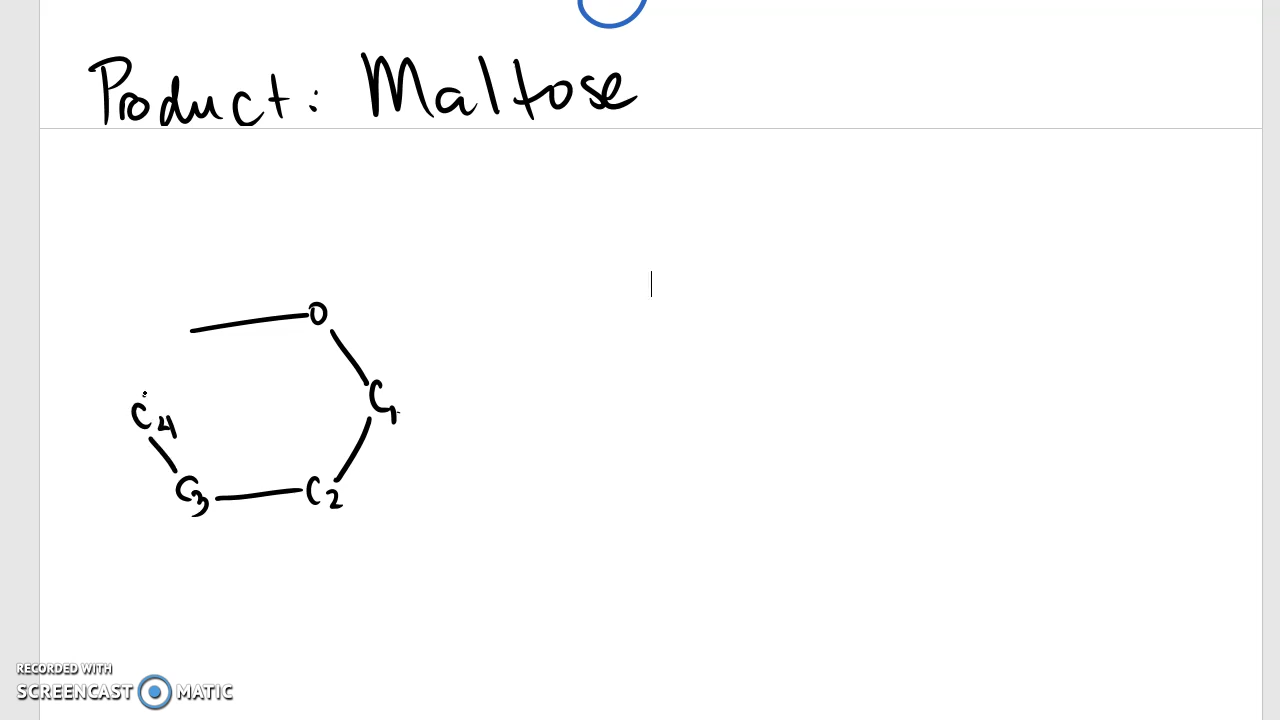 Product: Maltose
O
C1
C4
C3
C2
RECORDED WITH
SCREENCAST MATIC